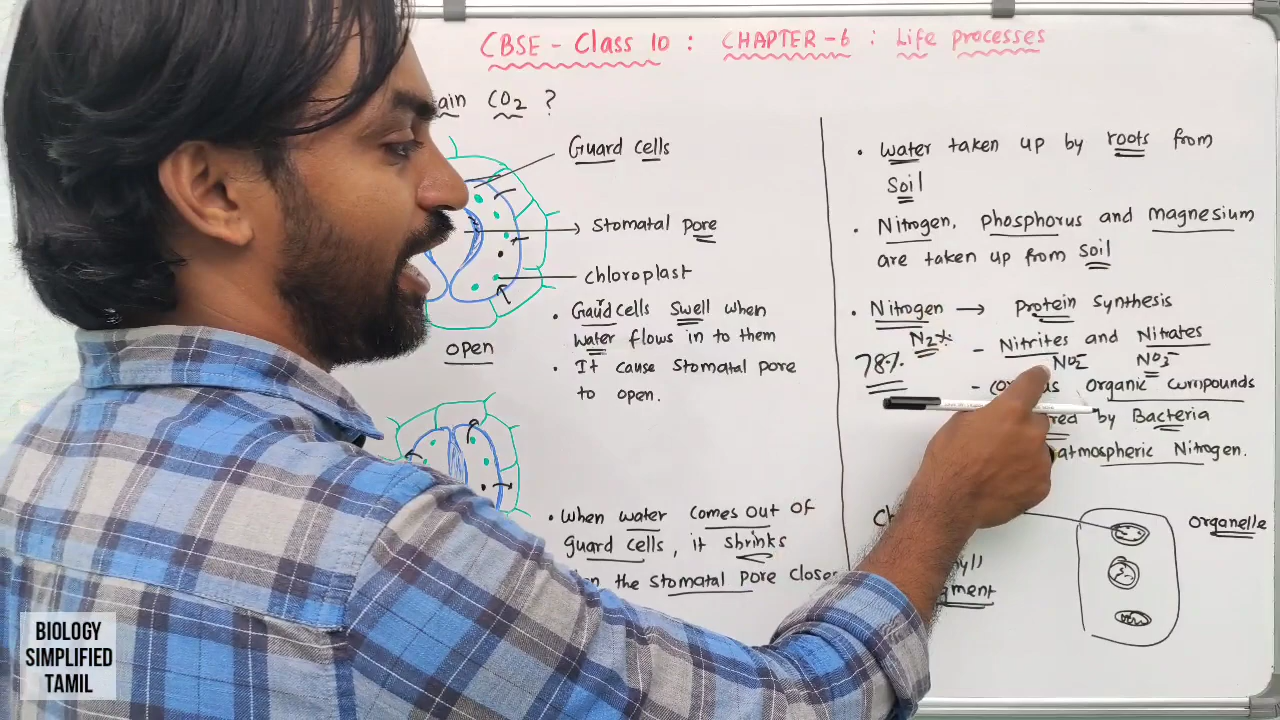 CBSE - Class 10 : CHAPTER - 6 : Life processes
CO2 ?
Guard cells
Stomatal pore
chloroplast
open
• Gaurd cells Swell when
water flows in to them
• It cause Stomatal pore
to open.
• When water comes out of
guard cells, it shrinks
the stomatal pore closes
• water taken up by roots from
Soil
• Nitrogen, phosphorus and magnesium
are taken up from soil
• Nitrogen → protein synthesis
N2
78%
- Nitrites and Nitrates
NO2- NO3-
- organic compounds
by Bacteria
atmospheric Nitrogen.
organelle
BIOLOGY
SIMPLIFIED
TAMIL